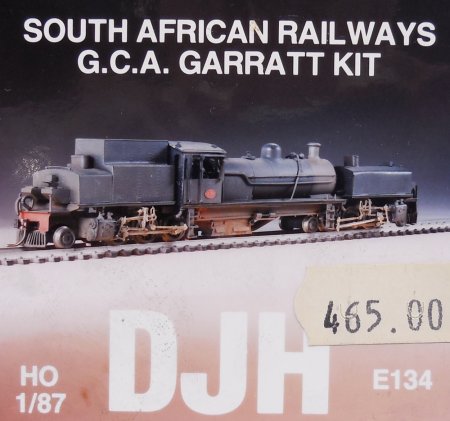 SOUTH AFRICAN RAILWAYS
G.C.A. GARRATT KIT
465.00
DJH
HO
1/87
E134